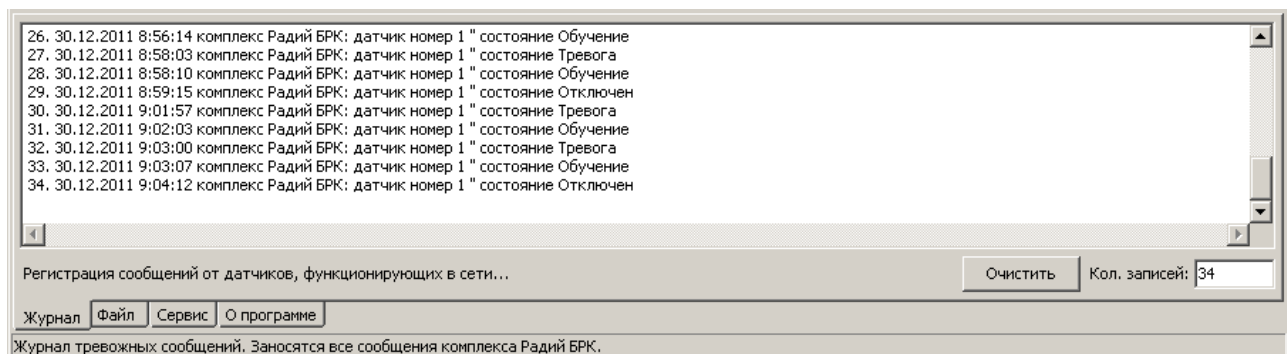 26. 30.12.2011 8:56:14 комплекс Радий БРК: датчик номер 1 " состояние Обучение
27. 30.12.2011 8:58:03 комплекс Радий БРК: датчик номер 1 " состояние Тревога
28. 30.12.2011 8:58:10 комплекс Радий БРК: датчик номер 1 " состояние Обучение
29. 30.12.2011 8:59:15 комплекс Радий БРК: датчик номер 1 " состояние Отключен
30. 30.12.2011 9:01:57 комплекс Радий БРК: датчик номер 1 " состояние Тревога
31. 30.12.2011 9:02:03 комплекс Радий БРК: датчик номер 1 " состояние Обучение
32. 30.12.2011 9:03:00 комплекс Радий БРК: датчик номер 1 " состояние Тревога
33. 30.12.2011 9:03:07 комплекс Радий БРК: датчик номер 1 " состояние Обучение
34. 30.12.2011 9:04:12 комплекс Радий БРК: датчик номер 1 " состояние Отключен
Регистрация сообщений от датчиков, функционирующих в сети... Очистить Кол. записей: 34
Журнал Файл Сервис О программе
Журнал тревожных сообщений. Заносятся все сообщения комплекса Радий БРК.